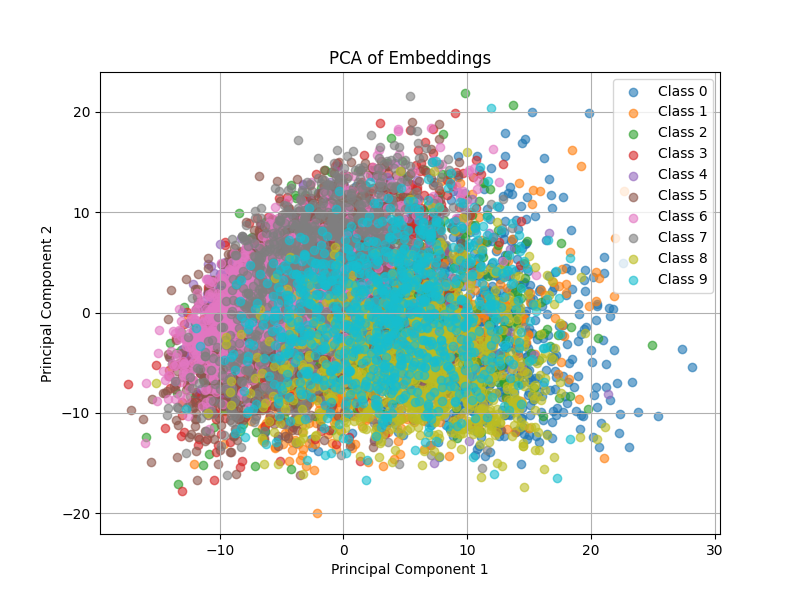 PCA of Embeddings
Class 0
Class 1
Class 2
Class 3
Class 4
Class 5
Class 6
Class 7
Class 8
Class 9
20
10
0
−10
−20
Principal Component 2
−10 0 10 20 30
Principal Component 1